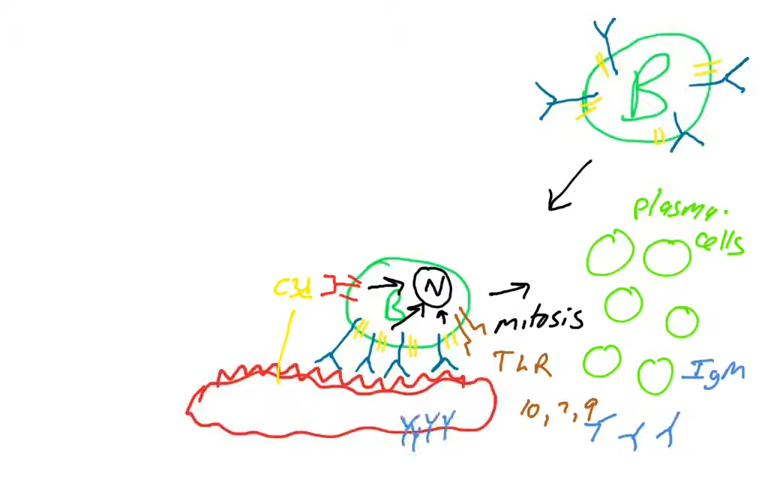 B
plasma.
cells
C3d
N
B
mitosis
TLR
IgM
10, 7, 9